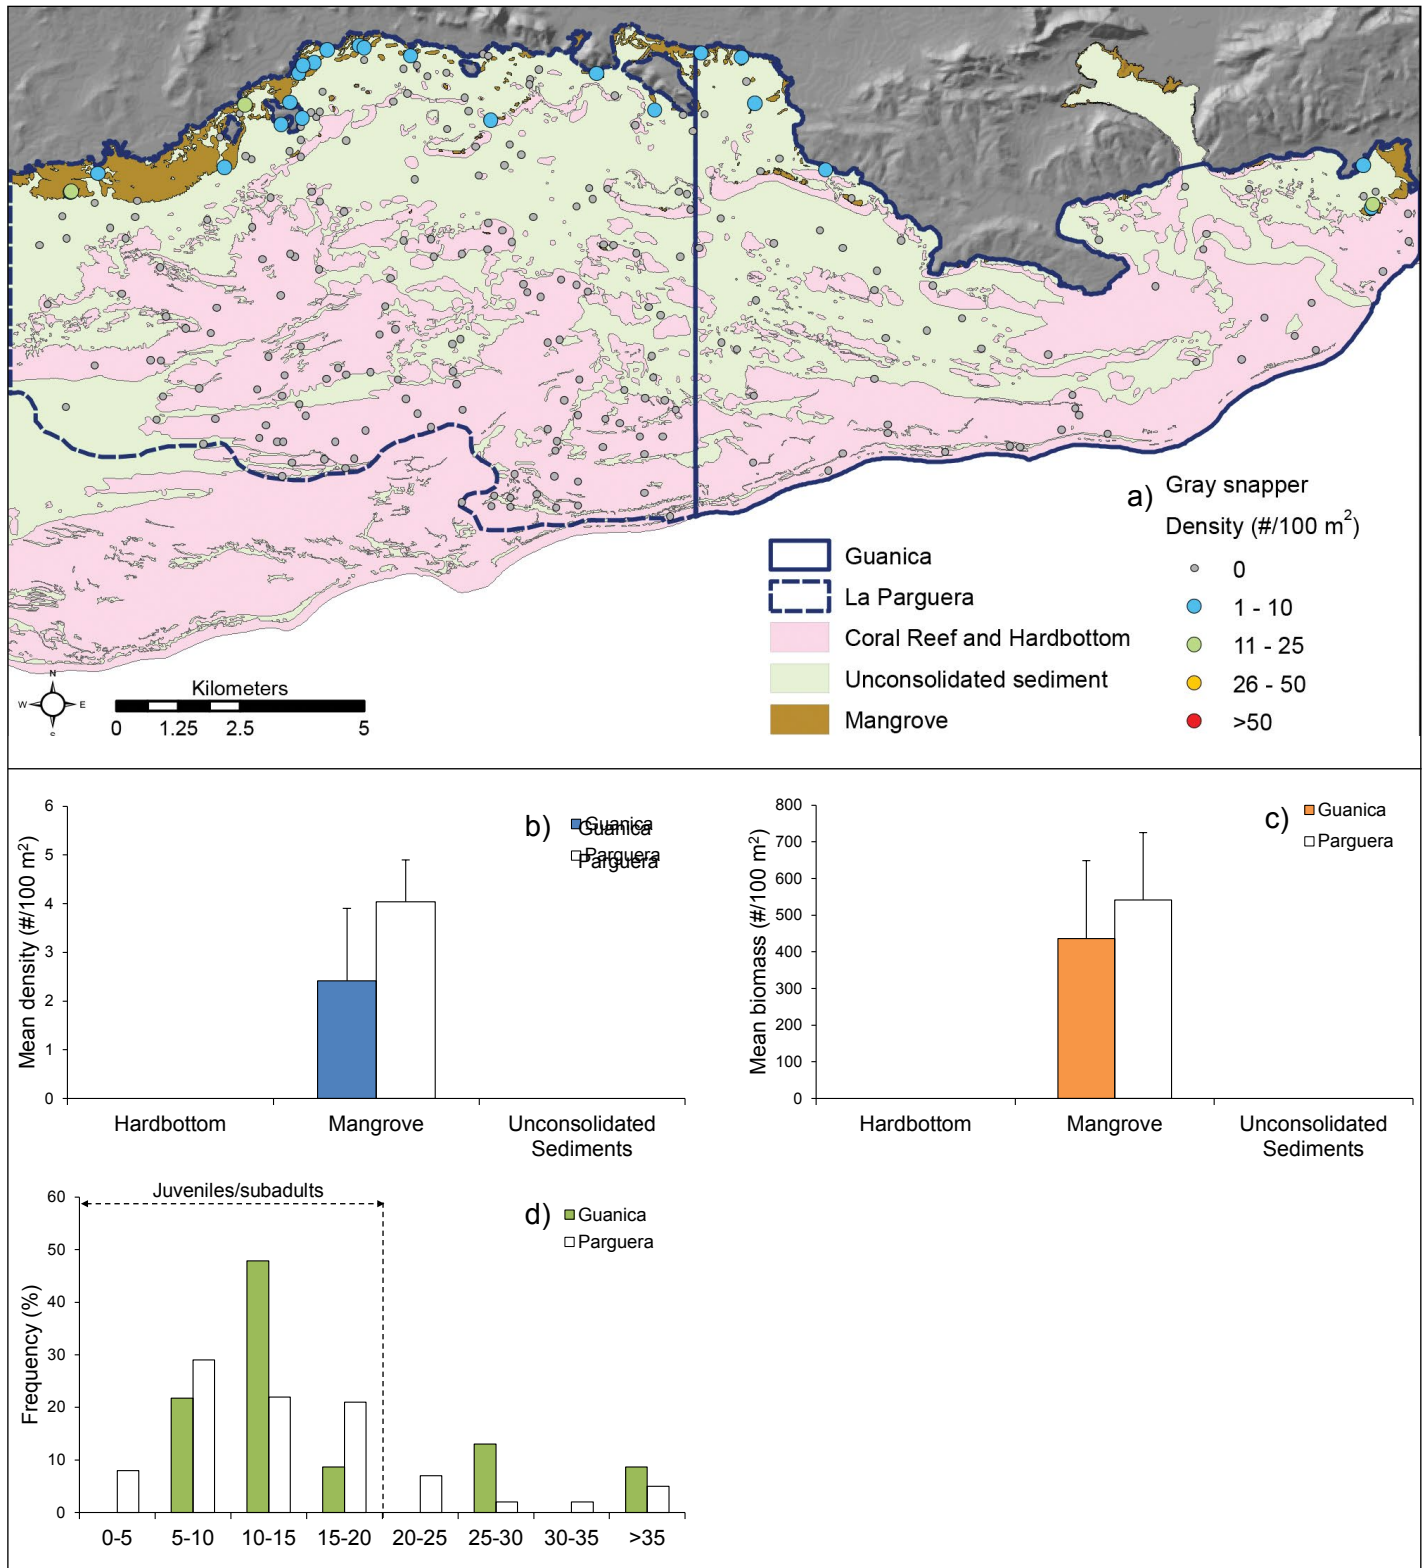 a) Gray snapper
Density (#/100 m²)
0
1 - 10
11 - 25
26 - 50
>50
Guanica
La Parguera
Coral Reef and Hardbottom
Unconsolidated sediment
Mangrove
N
W E
S
Kilometers
0 1.25 2.5 5
b)
Guanica
Guanica
Parguera
Parguera
Mean density (#/100 m²)
6
5
4
3
2
1
0
Hardbottom Mangrove Unconsolidated
Sediments
c)
Guanica
Parguera
Mean biomass (#/100 m²)
800
700
600
500
400
300
200
100
0
Hardbottom Mangrove Unconsolidated
Sediments
Juveniles/subadults
d)
Guanica
Parguera
Frequency (%)
60
50
40
30
20
10
0
0-5 5-10 10-15 15-20 20-25 25-30 30-35 >35